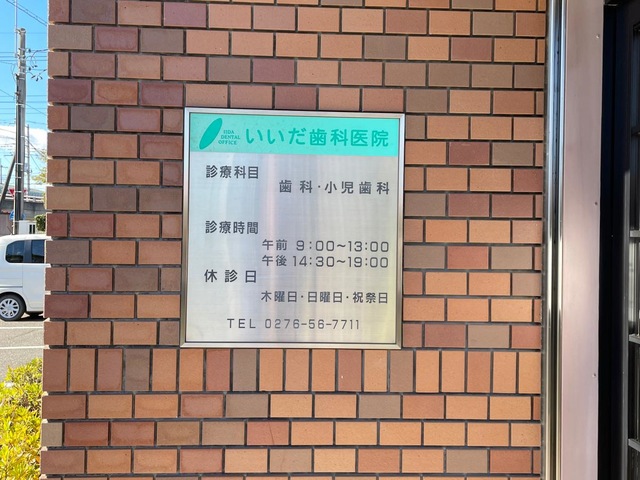 IIDA
DENTAL
OFFICE
いいだ歯科医院
診療科目
歯科・小児歯科
診療時間
午前 9:00~13:00
午後 14:30~19:00
休診日
木曜日・日曜日・祝祭日
TEL 0276-56-7711